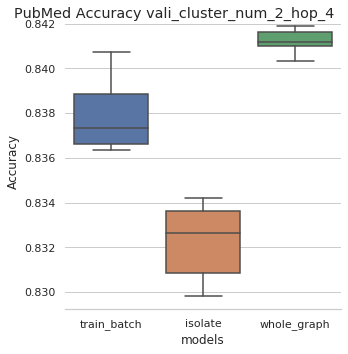 PubMed Accuracy vali_cluster_num_2_hop_4
0.842
0.840
0.838
0.836
0.834
0.832
0.830
Accuracy
train_batch
isolate
whole_graph
models